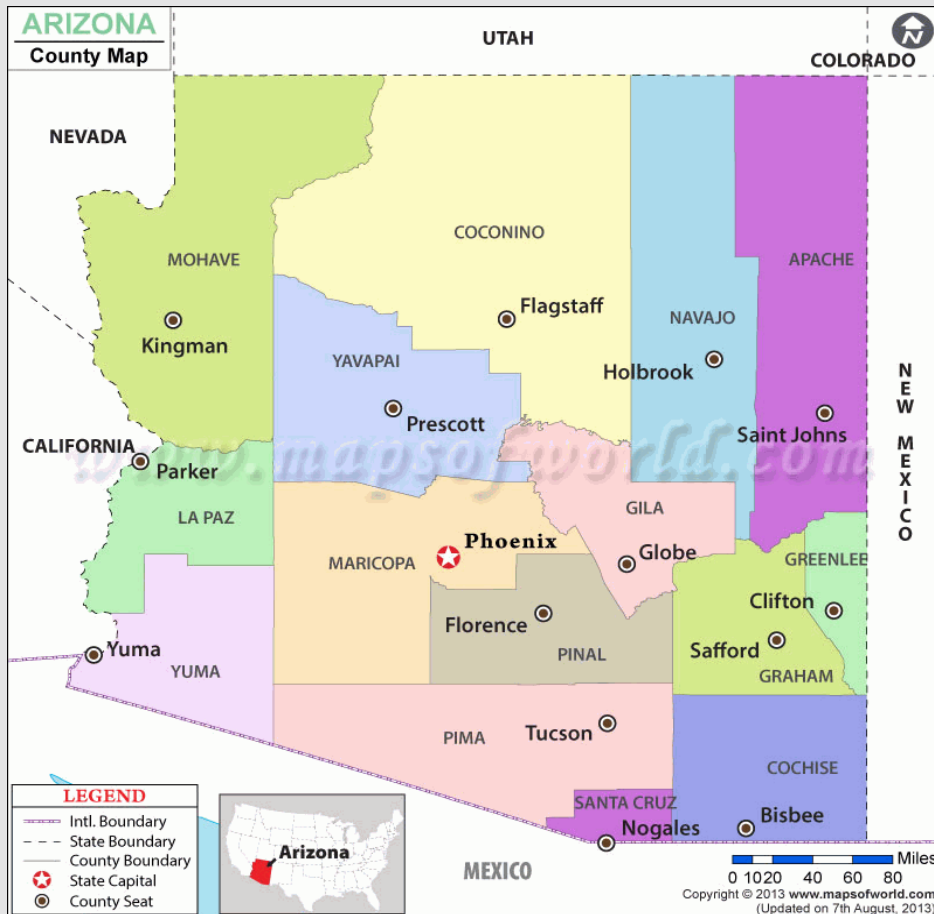 ARIZONA
County Map
UTAH
N
COLORADO
NEVADA
COCONINO
MOHAVE
APACHE
Flagstaff
NAVAJO
Kingman
YAVAPAI
Holbrook
NEW MEXICO
Prescott
Saint Johns
CALIFORNIA
www.mapsofworld.com
Parker
LA PAZ
GILA
Phoenix
MARICOPA
Globe
GREENLEE
Clifton
Florence
Yuma
Safford
PINAL
YUMA
GRAHAM
Tucson
PIMA
COCHISE
SANTA CRUZ
Bisbee
Nogales
LEGEND
Intl. Boundary
State Boundary
County Boundary
State Capital
County Seat
Arizona
MEXICO
Miles
0 10 20 40 60 80
Copyright © 2013 www.mapsofworld.com
(Updated on 7th August, 2013)